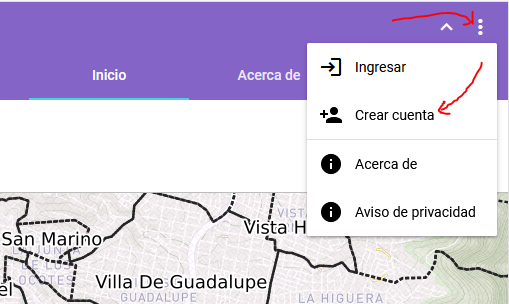 Inicio
Acerca de
Ingresar
Crear cuenta
Acerca de
Aviso de privacidad
San Marino
Vista H
Villa De Guadalupe
VISTA
GUADALUPE
LA HIGUERA